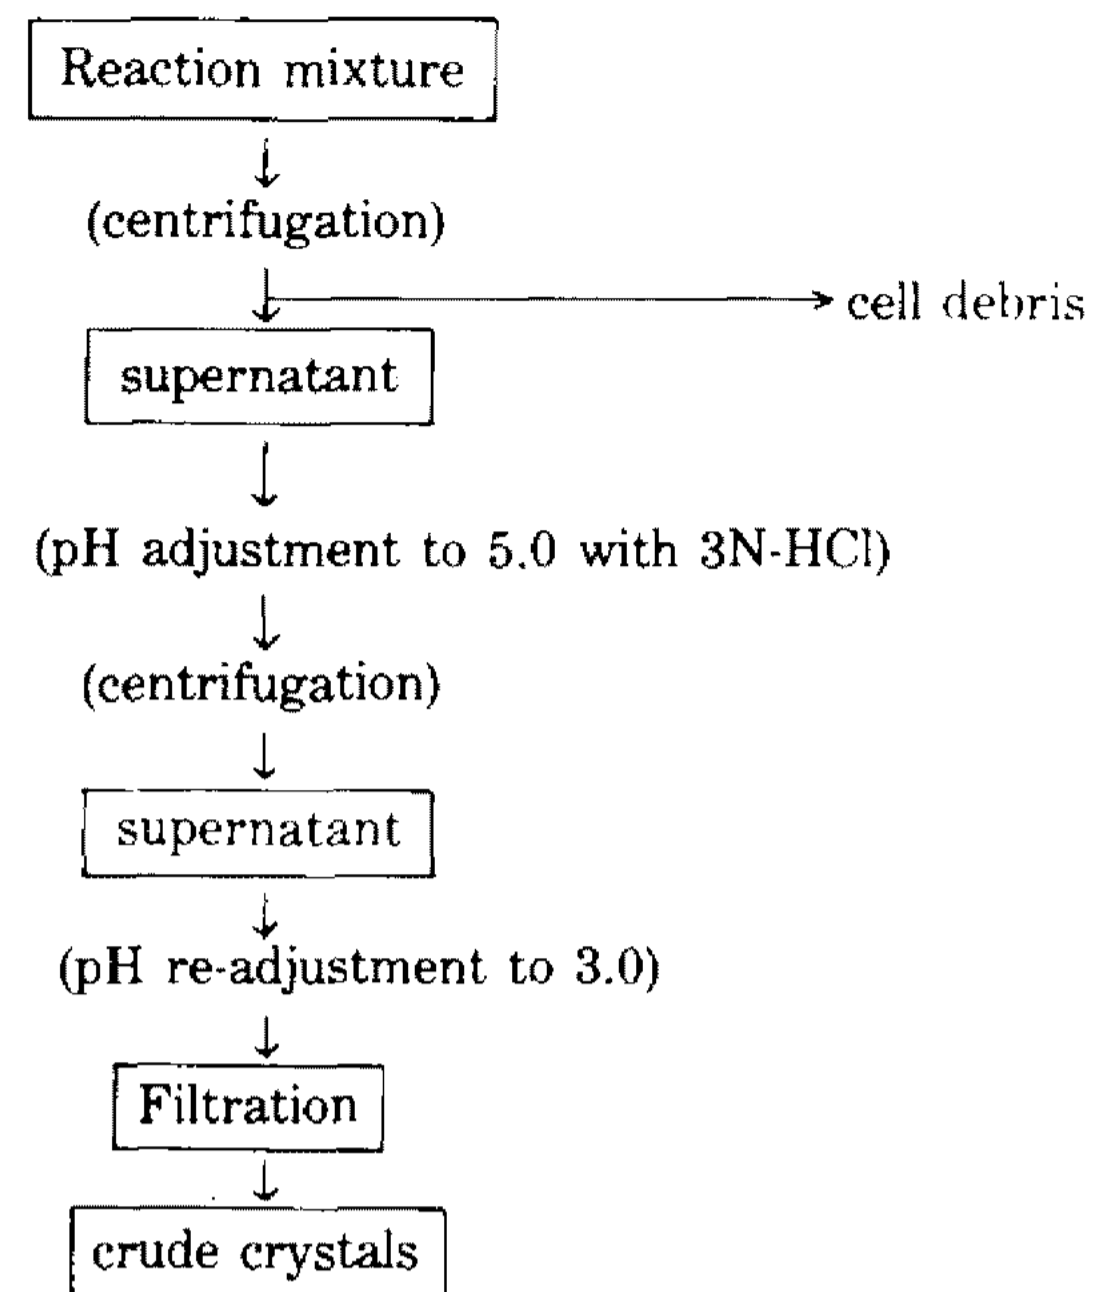 Reaction mixture
(centrifugation)
cell debris
supernatant
(pH adjustment to 5.0 with 3N-HCl)
(centrifugation)
supernatant
(pH re-adjustment to 3.0)
Filtration
crude crystals